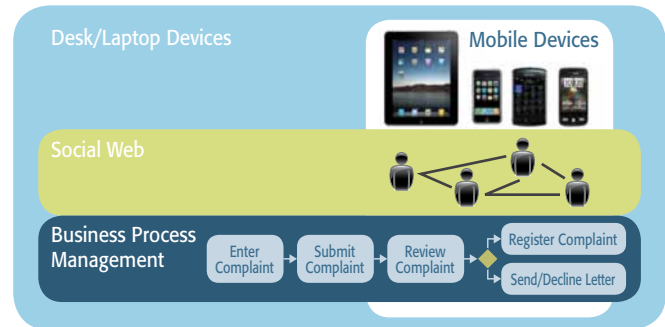 Desk/Laptop Devices
Mobile Devices
Social Web
Business Process
Management
Enter
Complaint
Submit
Complaint
Review
Complaint
Register Complaint
Send/Decline Letter